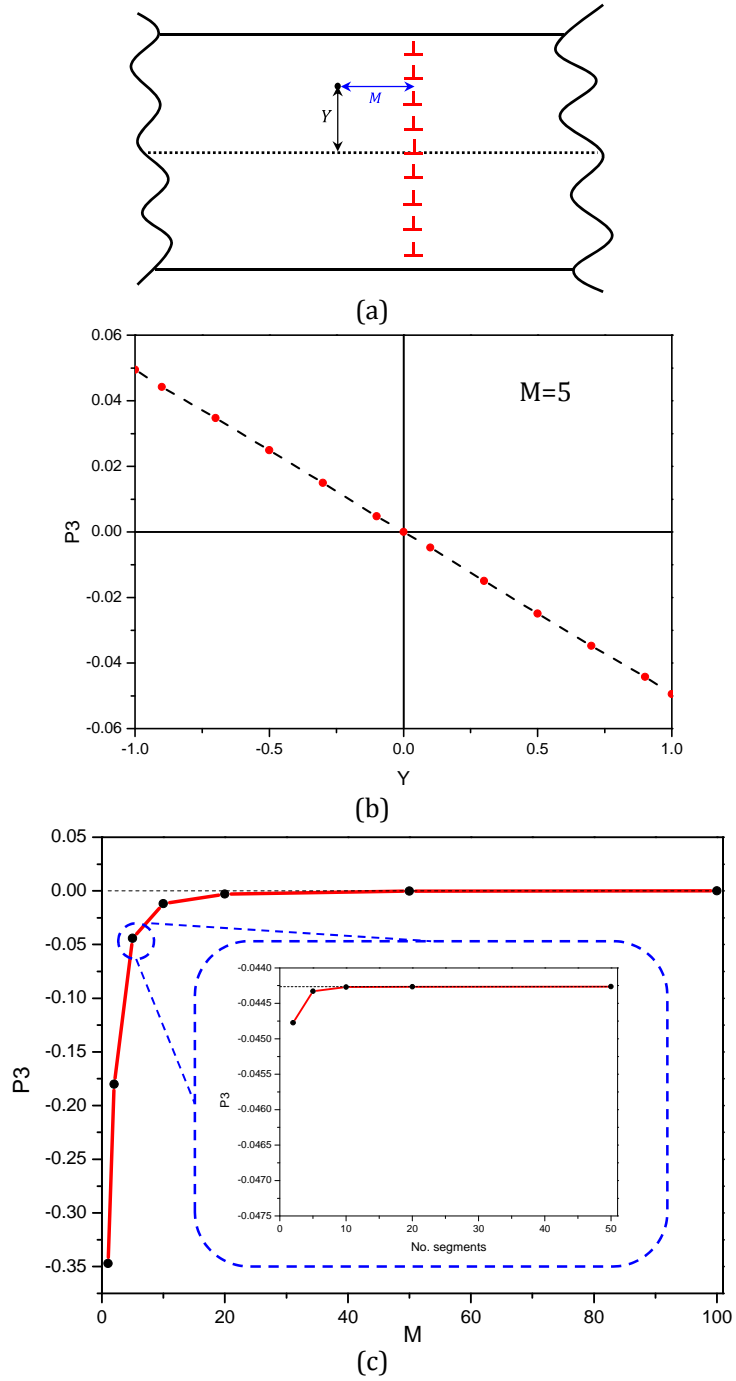 M
Y
(a)
0.06
0.04
0.02
0.00
-0.02
-0.04
-0.06
P3
M=5
-1.0 -0.5 0.0 0.5 1.0
Y
(b)
0.05
0.00
-0.05
-0.10
-0.15
-0.20
-0.25
-0.30
-0.35
P3
-0.0440
-0.0445
-0.0450
-0.0455
-0.0460
-0.0465
-0.0470
-0.0475
P3
0 10 20 30 40 50
No. segments
0 20 40 60 80 100
M
(c)